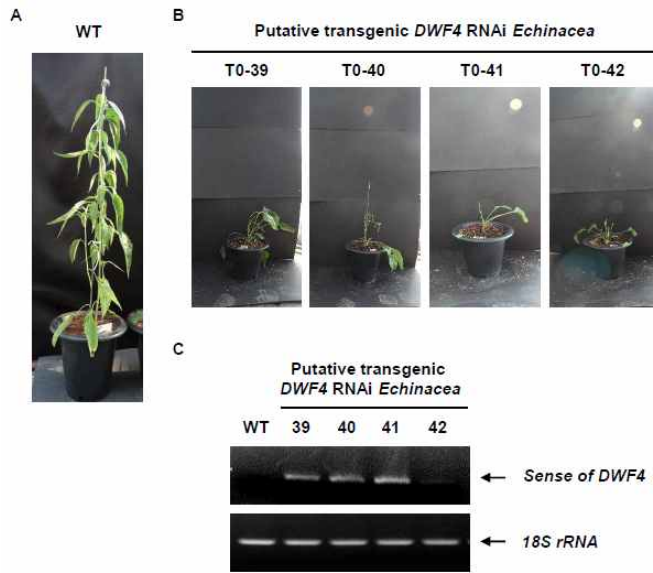 A
WT
B
Putative transgenic DWF4 RNAi Echinacea
T0-39
T0-40
T0-41
T0-42
C
Putative transgenic
DWF4 RNAi Echinacea
WT 39 40 41 42
Sense of DWF4
18S rRNA